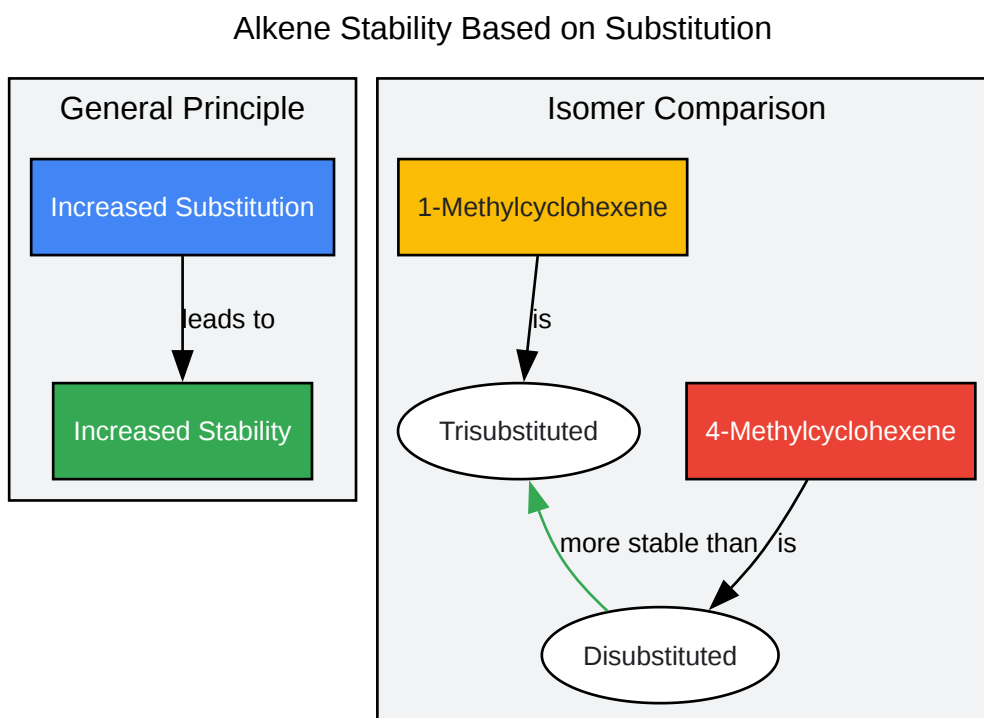 Alkene Stability Based on Substitution
General Principle
Increased Substitution
leads to
Increased Stability
Isomer Comparison
1-Methylcyclohexene
is
Trisubstituted
4-Methylcyclohexene
more stable than
is
Disubstituted